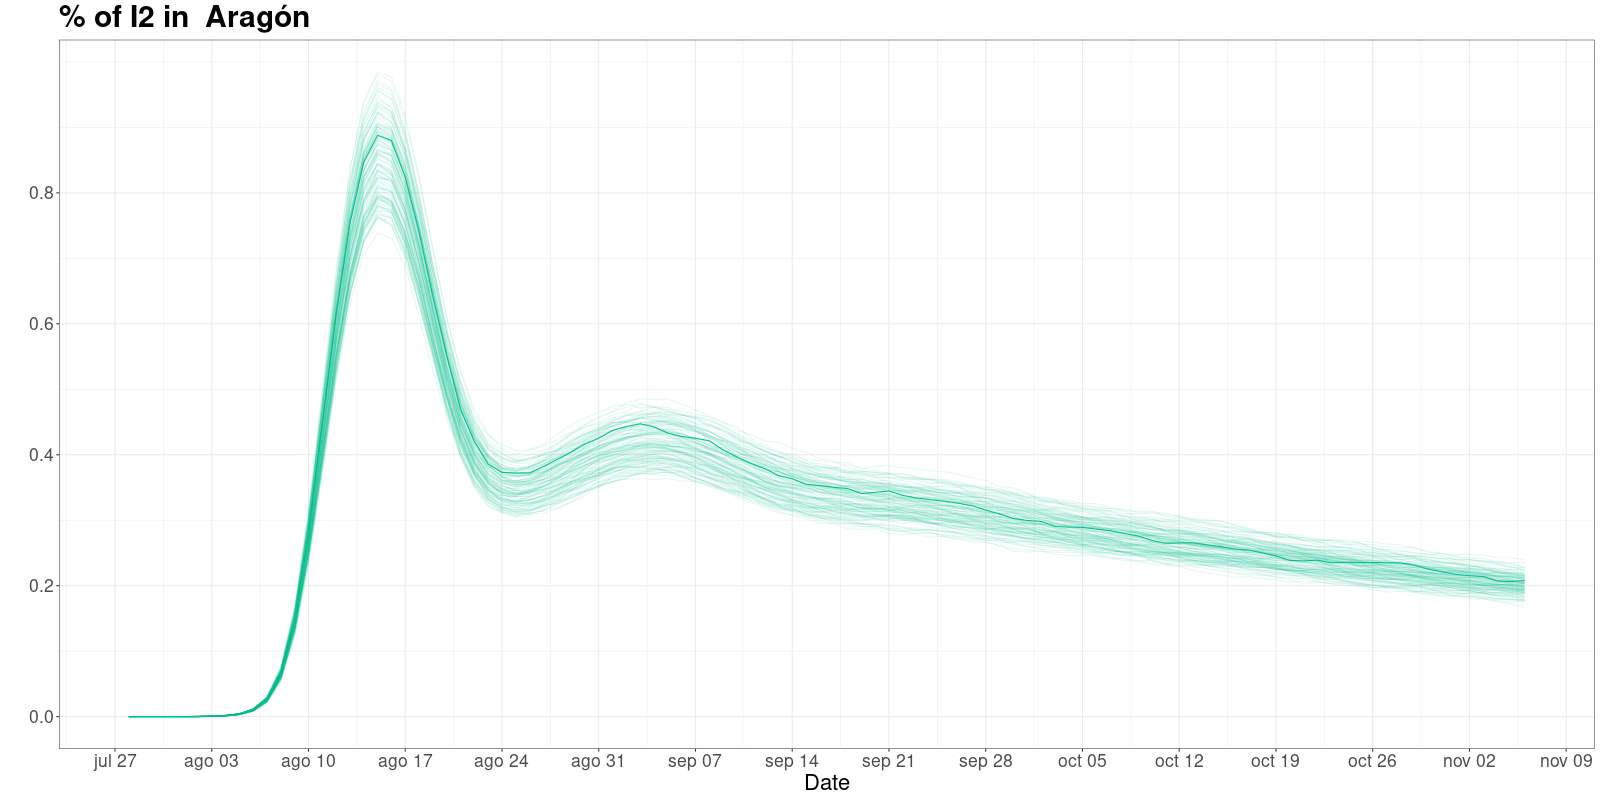 % of I2 in  Aragón
0.8
0.6
0.4
0.2
0.0
jul 27 ago 03 ago 10 ago 17 ago 24 ago 31 sep 07 sep 14 sep 21 sep 28 oct 05 oct 12 oct 19 oct 26 nov 02 nov 09
Date